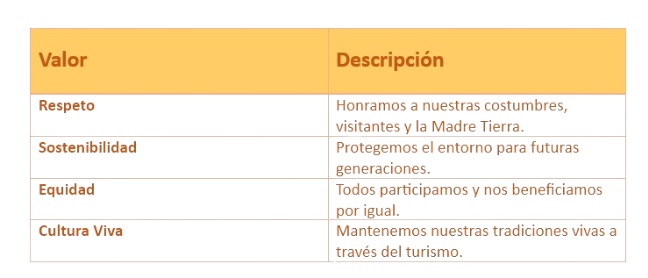 Valor
Descripción
Respeto
Honramos a nuestras costumbres,
visitantes y la Madre Tierra.
Sostenibilidad
Protegemos el entorno para futuras
generaciones.
Equidad
Todos participamos y nos beneficiamos
por igual.
Cultura Viva
Mantenemos nuestras tradiciones vivas a
través del turismo.